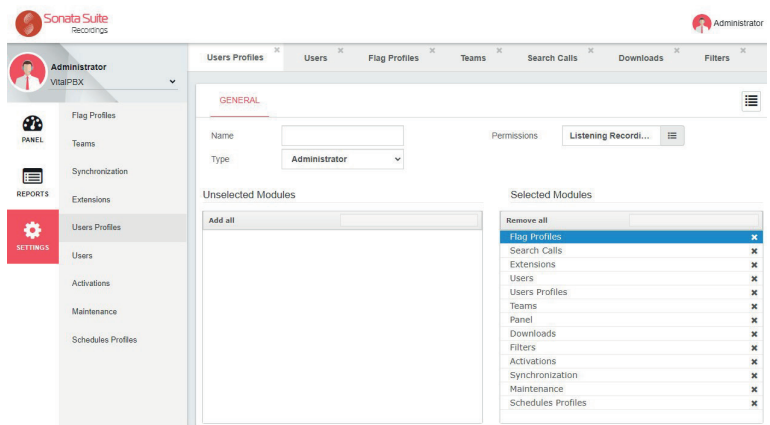 Sonata Suite
Recordings
Administrator
Administrator
VitalPBX
Users Profiles
Users
Flag Profiles
Teams
Search Calls
Downloads
Filters
PANEL
REPORTS
SETTINGS
Flag Profiles
Teams
Synchronization
Extensions
Users Profiles
Users
Activations
Maintenance
Schedules Profiles
GENERAL
Name
Permissions
Listening Recordi...
Type
Administrator
Unselected Modules
Selected Modules
Add all
Remove all
Flag Profiles
Search Calls
Extensions
Users
Users Profiles
Teams
Panel
Downloads
Filters
Activations
Synchronization
Maintenance
Schedules Profiles